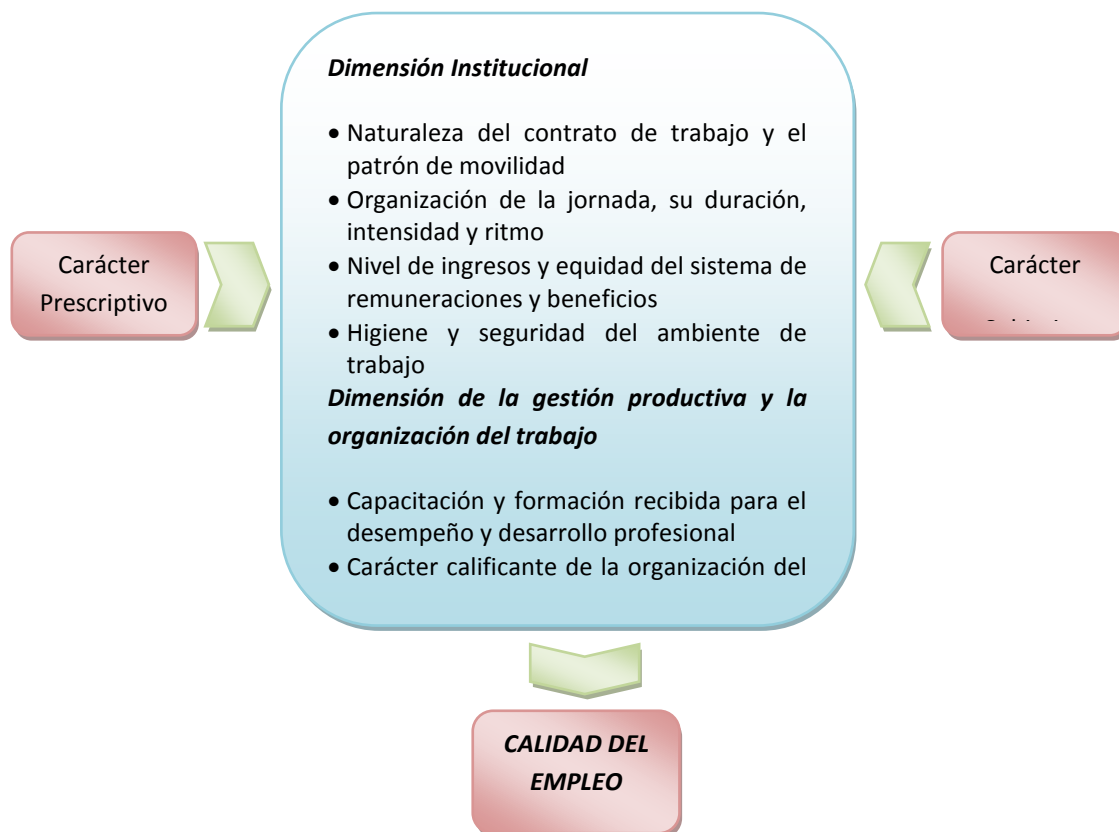 Dimensión Institucional
• Naturaleza del contrato de trabajo y el
patrón de movilidad
• Organización de la jornada, su duración,
intensidad y ritmo
• Nivel de ingresos y equidad del sistema de
remuneraciones y beneficios
• Higiene y seguridad del ambiente de
trabajo
Dimensión de la gestión productiva y la
organización del trabajo
• Capacitación y formación recibida para el
desempeño y desarrollo profesional
• Carácter calificante de la organización del
Carácter
Prescriptivo
Carácter
CALIDAD DEL
EMPLEO